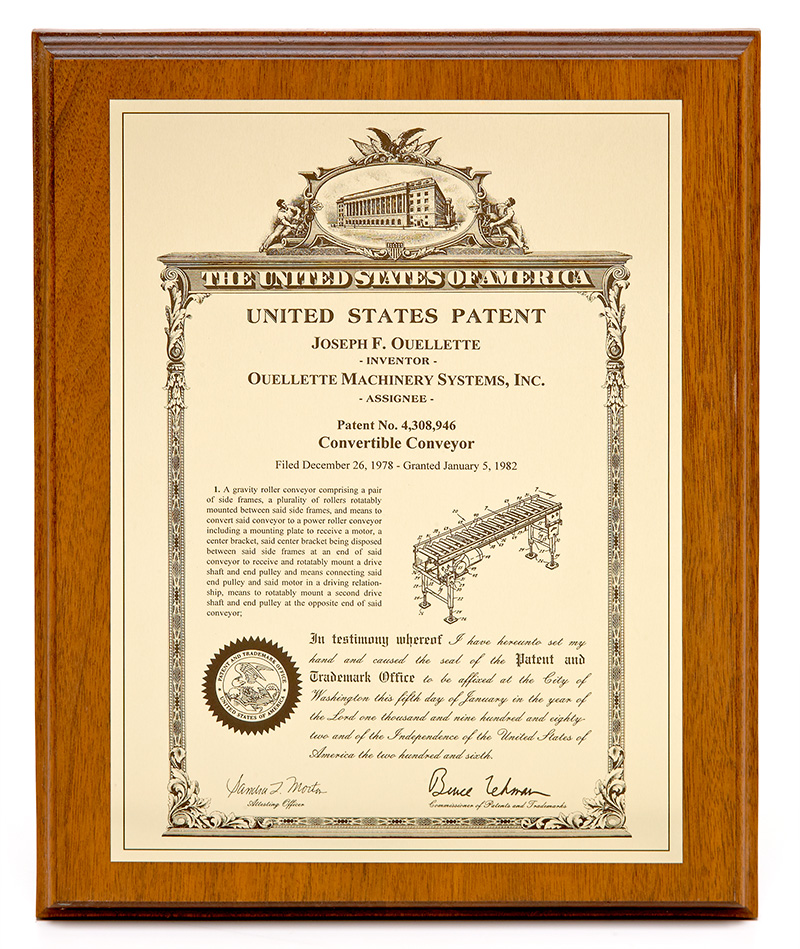 THE UNITED STATES OF AMERICA
UNITED STATES PATENT
JOSEPH F. OUELLETTE
- INVENTOR -
OUELLETTE MACHINERY SYSTEMS, INC.
- ASSIGNEE -
Patent No. 4,308,946
Convertible Conveyor
Filed December 26, 1978 - Granted January 5, 1982
1. A gravity roller conveyor comprising a pair
of side frames, a plurality of rollers rotatably
mounted between said side frames, and means to
convert said conveyor to a power roller conveyor
including a mounting plate to receive a motor, a
center bracket, said center bracket being disposed
between said side frames at an end of said
conveyor to receive and rotatably mount a drive
shaft and end pulley and means connecting said
end pulley and said motor in a driving relation-
ship, means to rotatably mount a second drive
shaft and end pulley at the opposite end of said
conveyor;
In testimony whereof I have hereunto set my
hand and caused the seal of the Patent and
Trademark Office to be affixed at the City of
Washington this fifth day of January in the year of
the Lord one thousand and nine hundred and eighty-
two and of the Independence of the United States of
America the two hundred and sixth.
PATENT AND TRADEMARK OFFICE
UNITED STATES OF AMERICA
Sandra L. Morton
Attesting Officer
Bruce Lehman
Commissioner of Patents and Trademarks